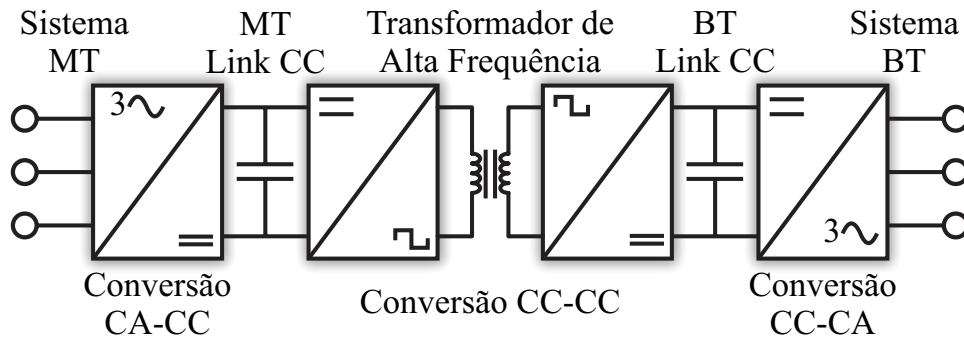 Sistema
MT
MT
Link CC
Transformador de
Alta Frequência
BT
Link CC
Sistema
BT
3
3
Conversão
CA-CC
Conversão CC-CC
Conversão
CC-CA